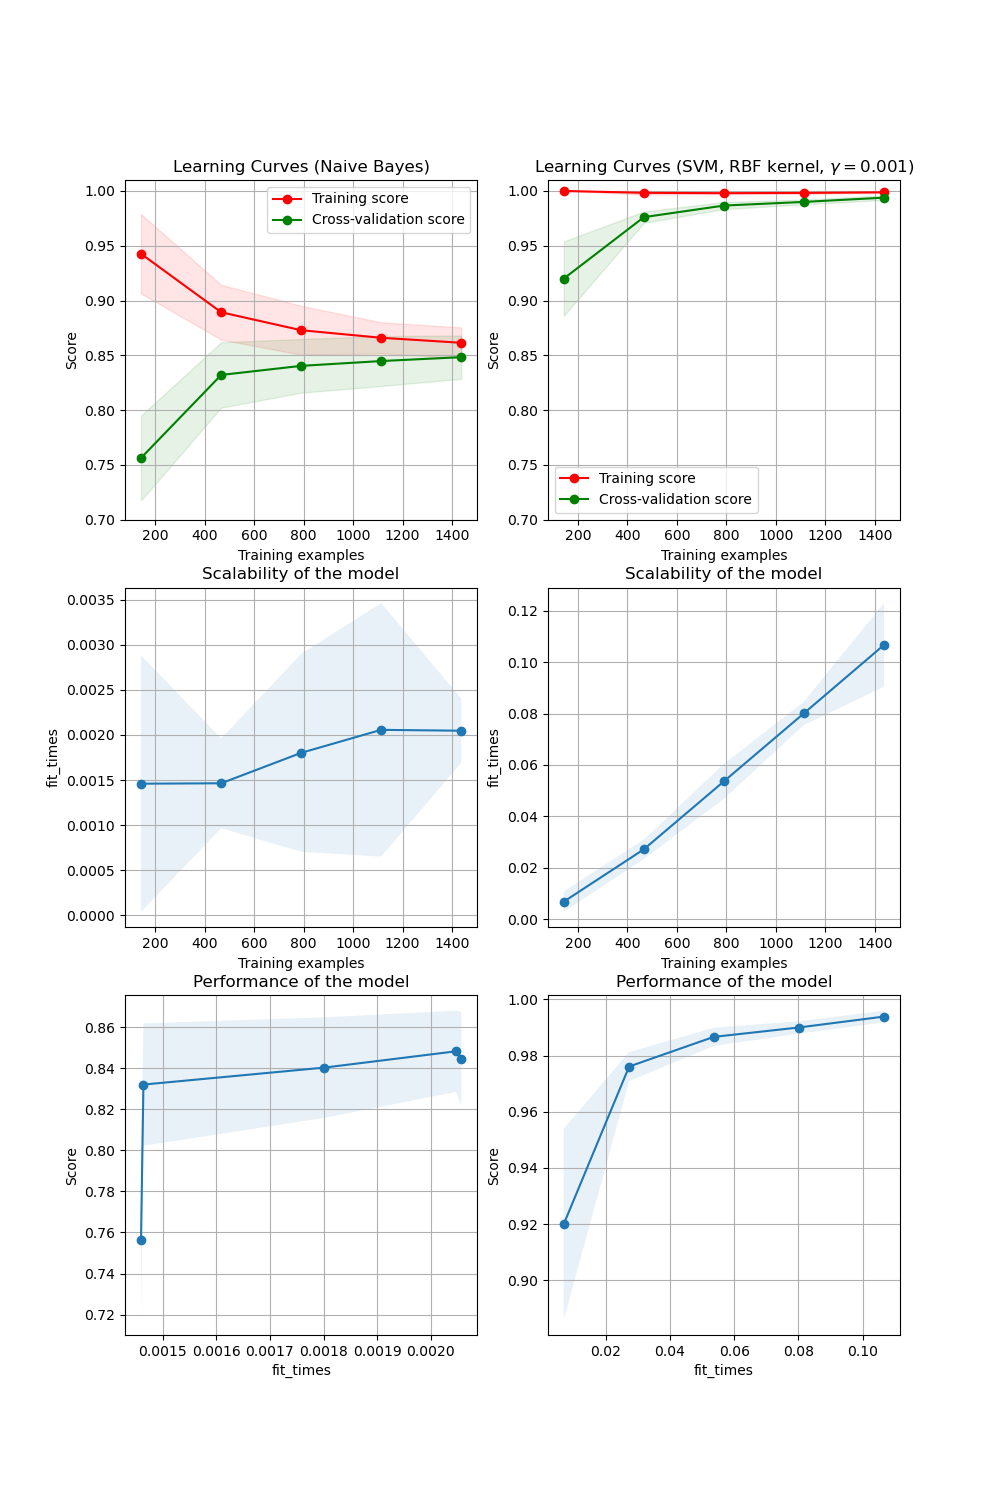 Learning Curves (Naive Bayes)
1.00
0.95
0.90
0.85
0.80
0.75
0.70
Score
Training score
Cross-validation score
200 400 600 800 1000 1200 1400
Training examples
Learning Curves (SVM, RBF kernel, γ = 0.001)
1.00
0.95
0.90
0.85
0.80
0.75
0.70
Score
Training score
Cross-validation score
200 400 600 800 1000 1200 1400
Training examples
Scalability of the model
0.0035
0.0030
0.0025
0.0020
0.0015
0.0010
0.0005
0.0000
fit_times
200 400 600 800 1000 1200 1400
Training examples
Scalability of the model
0.12
0.10
0.08
0.06
0.04
0.02
0.00
fit_times
200 400 600 800 1000 1200 1400
Training examples
Performance of the model
0.86
0.84
0.82
0.80
0.78
0.76
0.74
0.72
Score
0.0015 0.0016 0.0017 0.0018 0.0019 0.0020
fit_times
Performance of the model
1.00
0.98
0.96
0.94
0.92
0.90
Score
0.02 0.04 0.06 0.08 0.10
fit_times